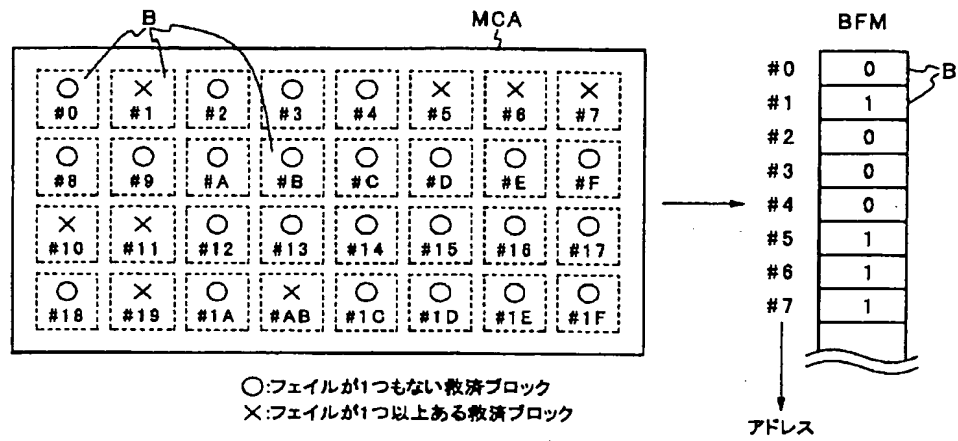 B MCA BFM
○ × ○ ○ ○ × × ×
#0 #1 #2 #3 #4 #5 #6 #7
○ ○ ○ ○ ○ ○ ○ ○
#8 #9 #A #B #C #D #E #F
× × ○ ○ ○ ○ ○ ○
#10 #11 #12 #13 #14 #15 #16 #17
○ × ○ × ○ ○ ○ ○
#18 #19 #1A #AB #1C #1D #1E #1F
#0 0 B
#1 1
#2 0
#3 0
#4 0
#5 1
#6 1
#7 1
アドレス
○:フェイルが1つもない救済ブロック
×:フェイルが1つ以上ある救済ブロック